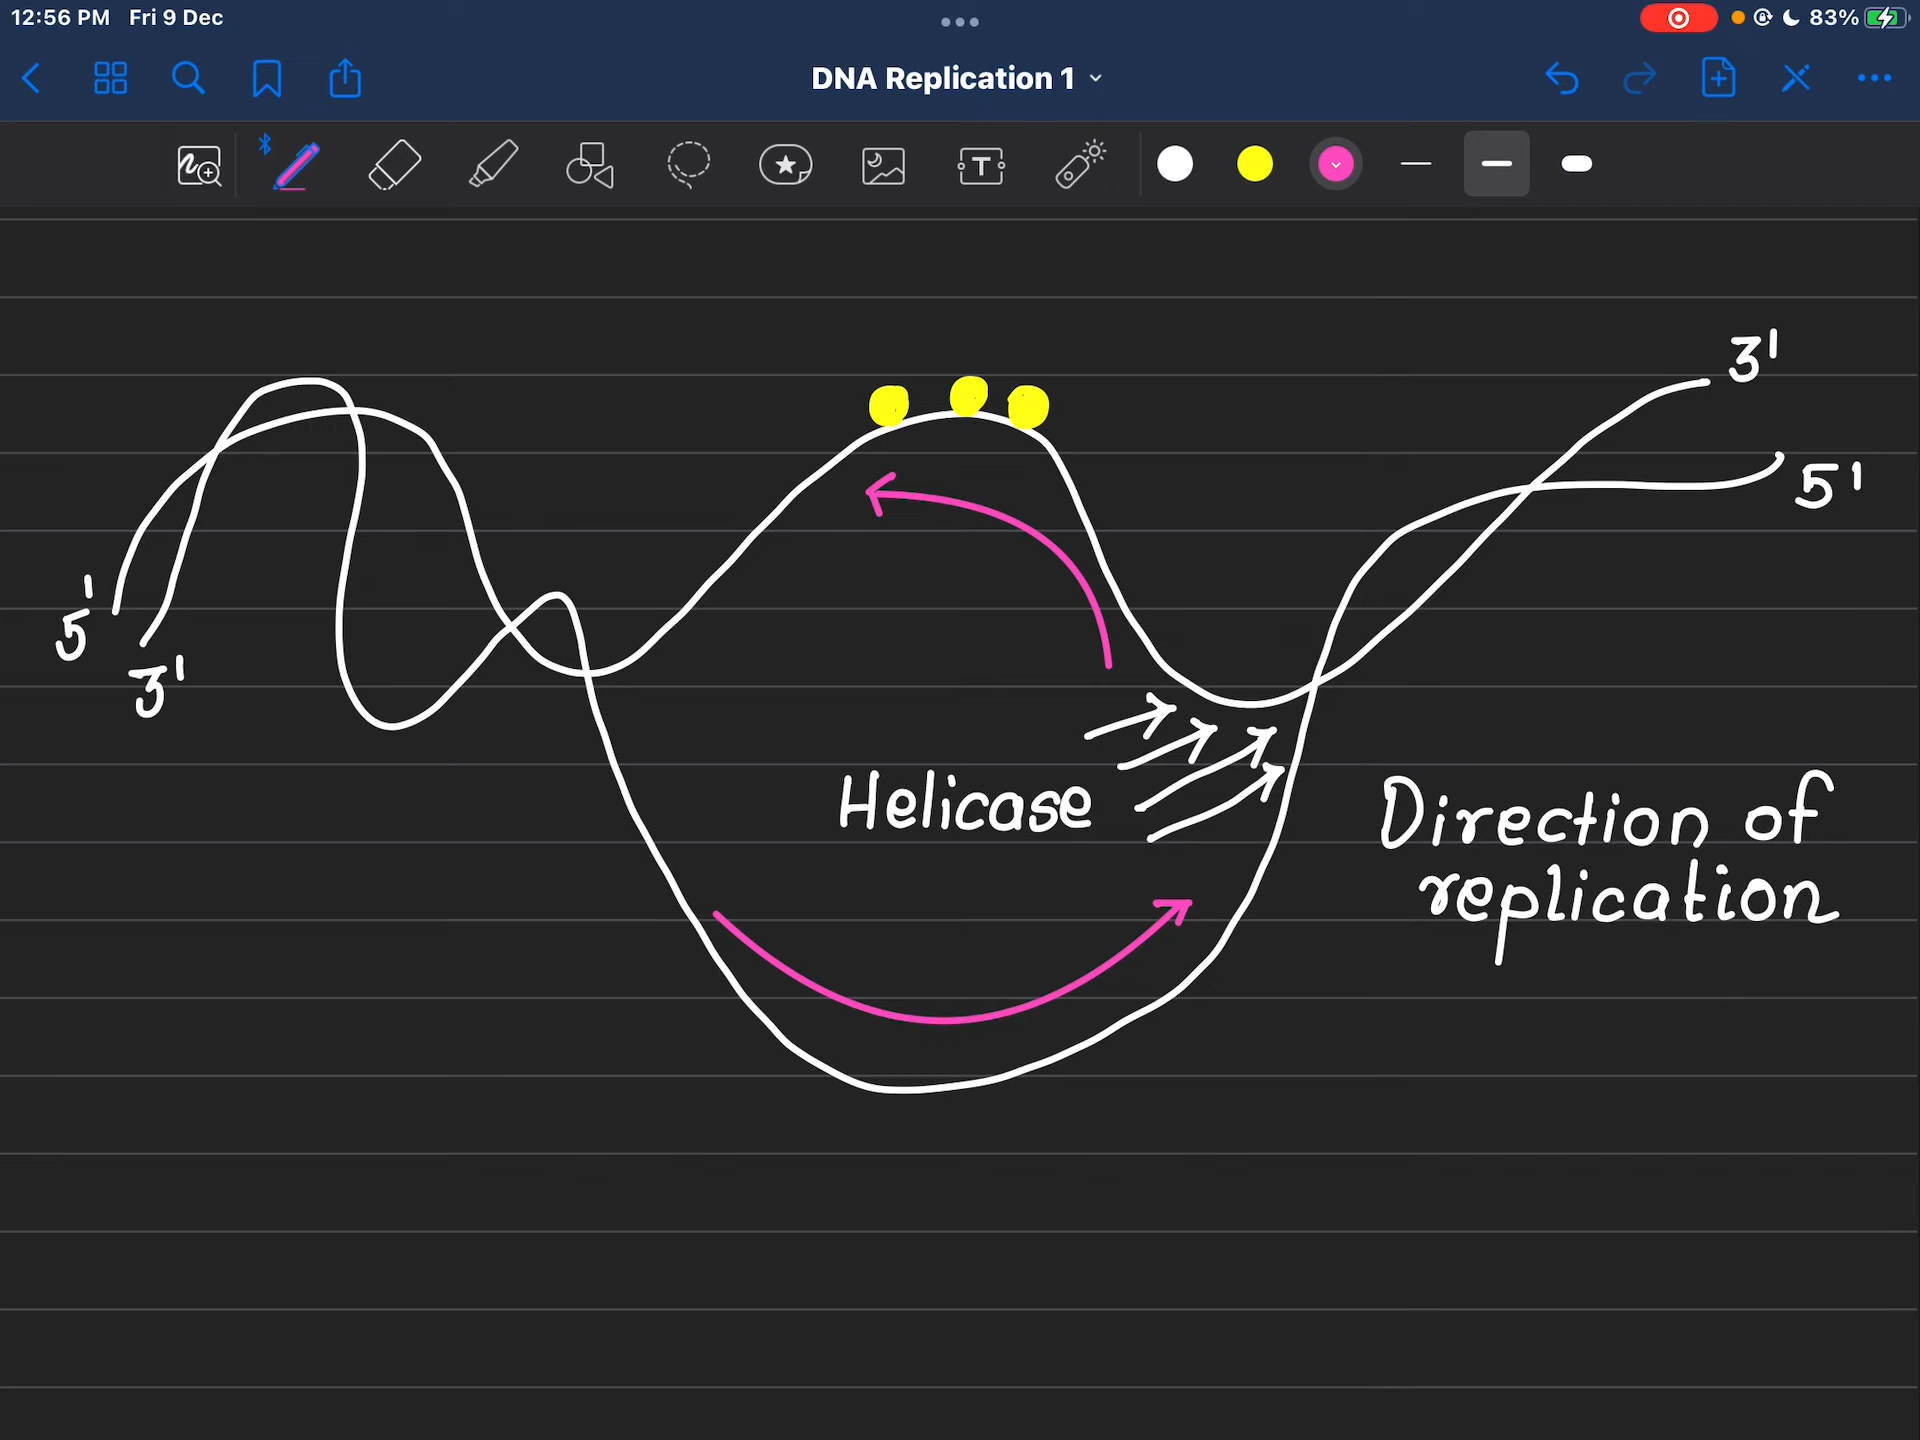 12:56 PM Fri 9 Dec
83%
DNA Replication 1
T
3'
5'
5'
3'
Helicase
Direction of
replication